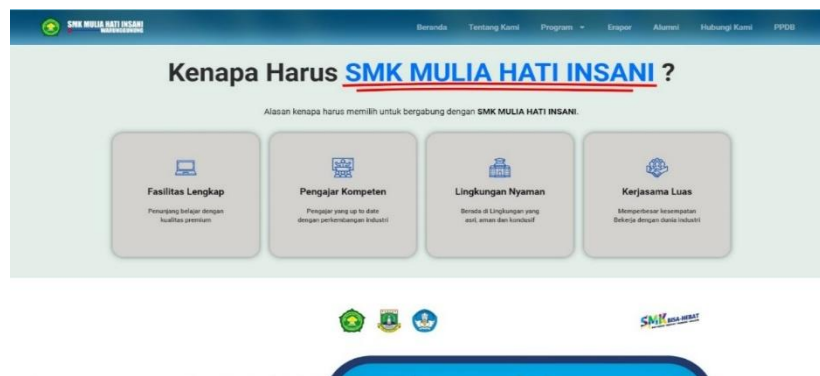 SMK MULIA HATI INSANI
WARUNGGUNUNG
Beranda Tentang Kami Program Erapor Alumni Hubungi Kami PPDB
Kenapa Harus SMK MULIA HATI INSANI ?
Alasan kenapa harus memilih untuk bergabung dengan SMK MULIA HATI INSANI.
Fasilitas Lengkap
Penunjang belajar dengan
kualitas premium
Pengajar Kompeten
Pengajar yang up to date
dengan perkembangan Industri
Lingkungan Nyaman
Berada di Lingkungan yang
asri, aman dan kondusif
Kerjasama Luas
Memperbesar kesempatan
Bekerja dengan dunia industri
SMK BISA-HEBAT